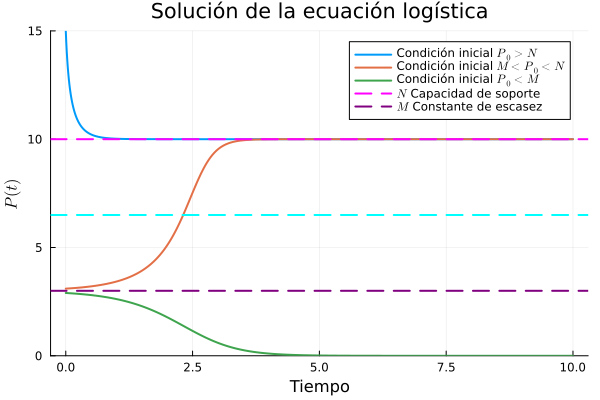 Solución de la ecuación logística
15
10
5
0
P(t)
Condición inicial P₀ > N
Condición inicial M < P₀ < N
Condición inicial P₀ < M
N Capacidad de soporte
M Constante de escasez
0.0 2.5 5.0 7.5 10.0
Tiempo